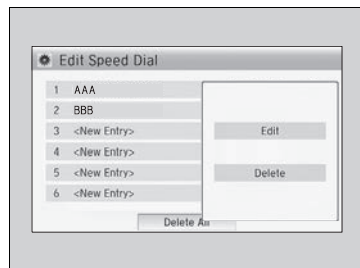 Edit Speed Dial
1 AAA
2 BBB
3 <New Entry>
4 <New Entry>
5 <New Entry>
6 <New Entry>
Edit
Delete
Delete All